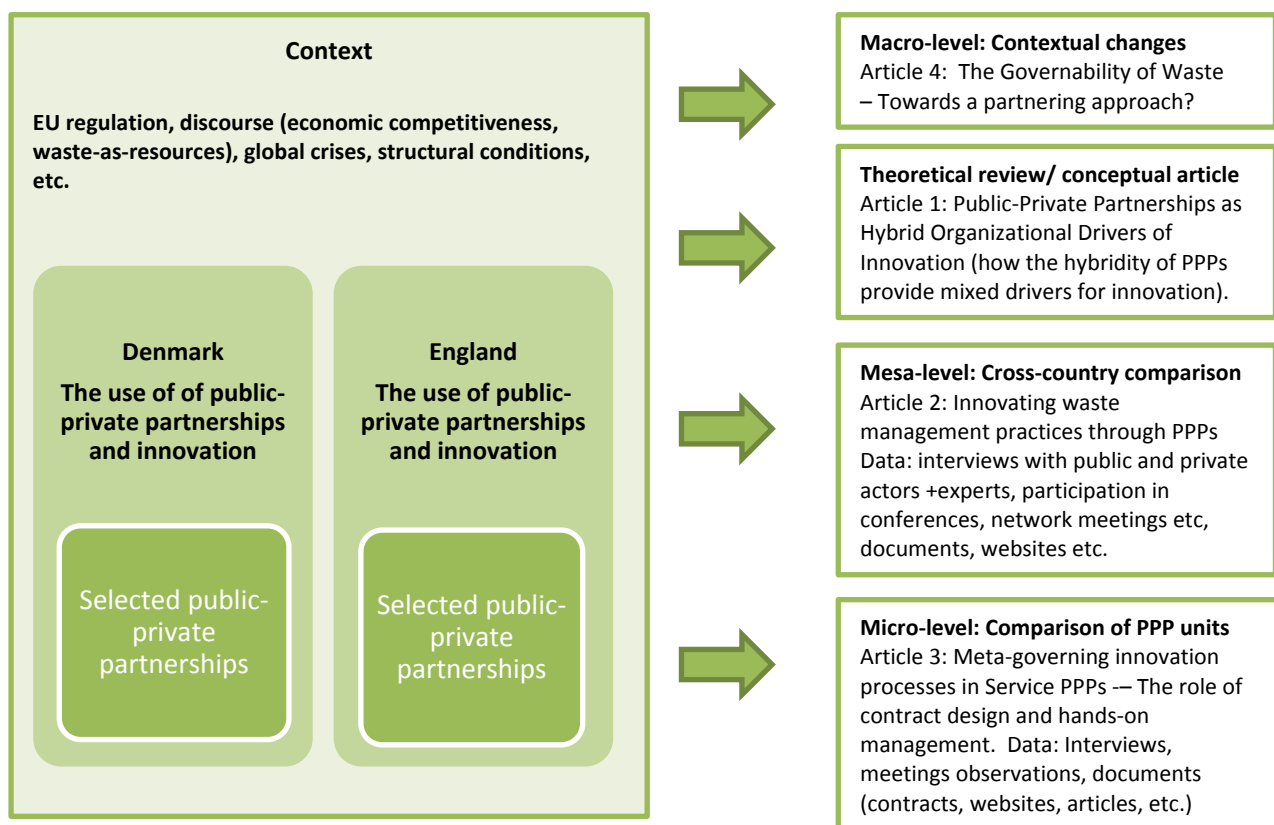 Context
EU regulation, discourse (economic competitiveness,
waste-as-resources), global crises, structural conditions,
etc.
Denmark
The use of of public-
private partnerships
and innovation
Selected public-
private
partnerships
England
The use of public-
private partnerships
and innovation
Selected public-
private
partnerships
Macro-level: Contextual changes
Article 4:  The Governability of Waste
– Towards a partnering approach?
Theoretical review/ conceptual article
Article 1: Public-Private Partnerships as
Hybrid Organizational Drivers of
Innovation (how the hybridity of PPPs
provide mixed drivers for innovation).
Mesa-level: Cross-country comparison
Article 2: Innovating waste
management practices through PPPs
Data: interviews with public and private
actors +experts, participation in
conferences, network meetings etc,
documents, websites etc.
Micro-level: Comparison of PPP units
Article 3: Meta-governing innovation
processes in Service PPPs -– The role of
contract design and hands-on
management.  Data: Interviews,
meetings observations, documents
(contracts, websites, articles, etc.)